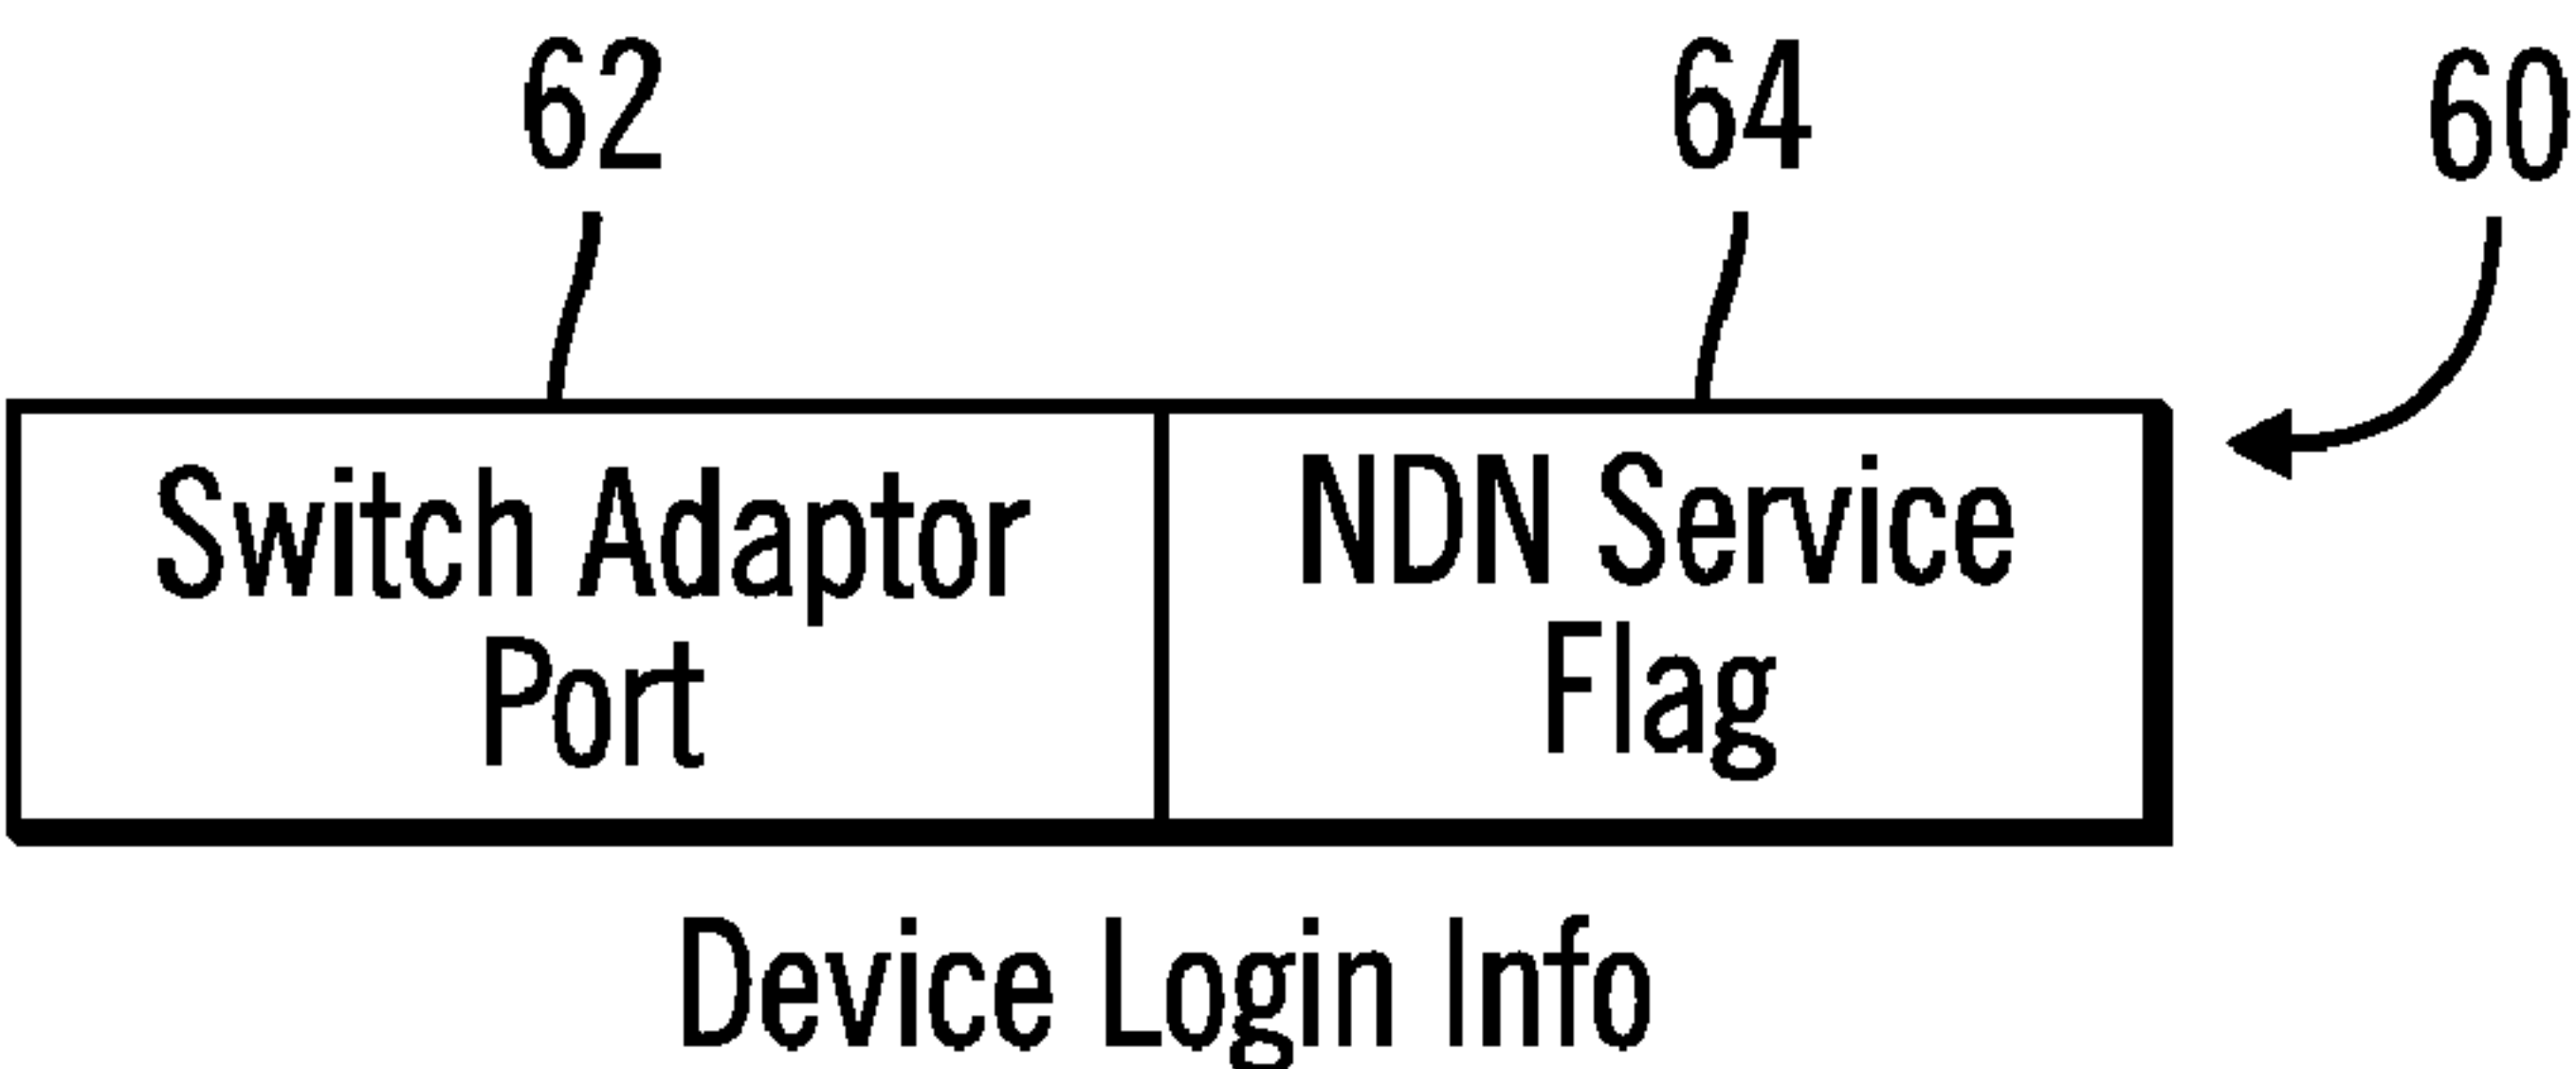 62 64 60
Switch Adaptor
Port
NDN Service
Flag
Device Login Info